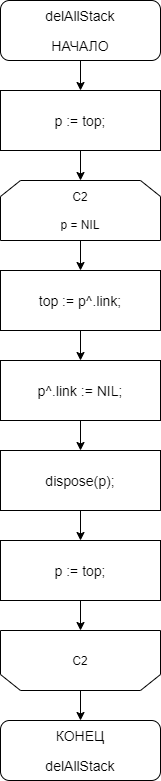 delAllStack
НАЧАЛО
p := top;
C2
p = NIL
top := p^.link;
p^.link := NIL;
dispose(p);
p := top;
C2
КОНЕЦ
delAllStack